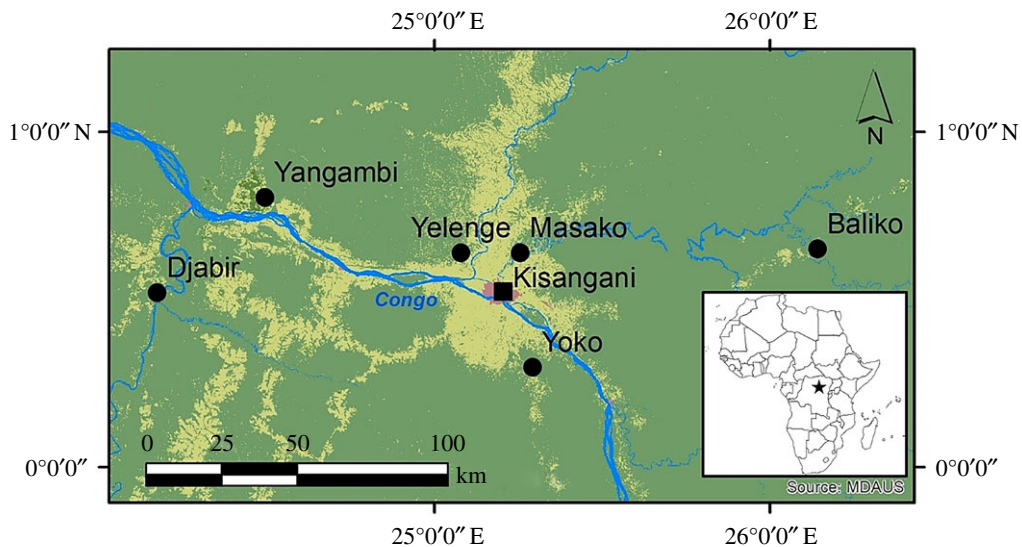 25°0′0″ E
26°0′0″ E
1°0′0″ N
1°0′0″ N
N
Yangambi
Yelenge
Masako
Baliko
Djabir
Kisangani
Congo
Yoko
0
25
50
100
km
0°0′0″
0°0′0″
Source: MDAUS
25°0′0″ E
26°0′0″ E